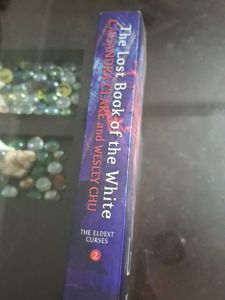 The Lost Book of the White
CASSANDRA CLARE and WESLEY CHU
THE ELDEST
CURSES
2